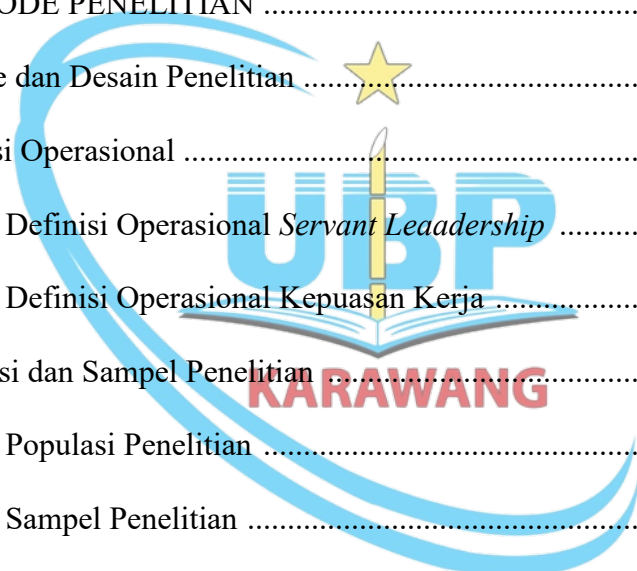 ODE PENELITIAN ..........................................
e dan Desain Penelitian ..........................................
si Operasional ..........................................
Definisi Operasional Servant Leaadership ............
Definisi Operasional Kepuasan Kerja ....................
si dan Sampel Penelitian ..........................................
Populasi Penelitian ..........................................
Sampel Penelitian ..........................................
UBP
KARAWANG